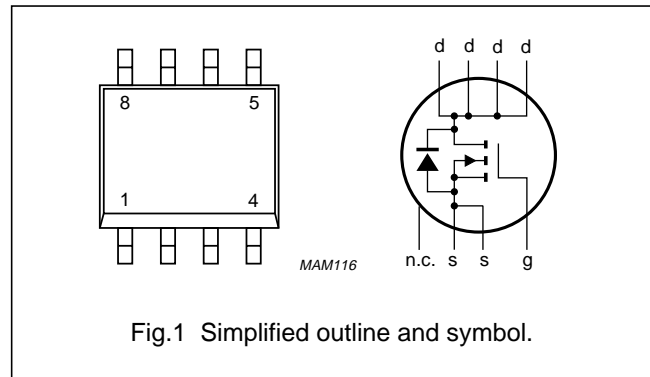 d d d d
8 5
1 4
MAM116
n.c. s s g
Fig.1 Simplified outline and symbol.